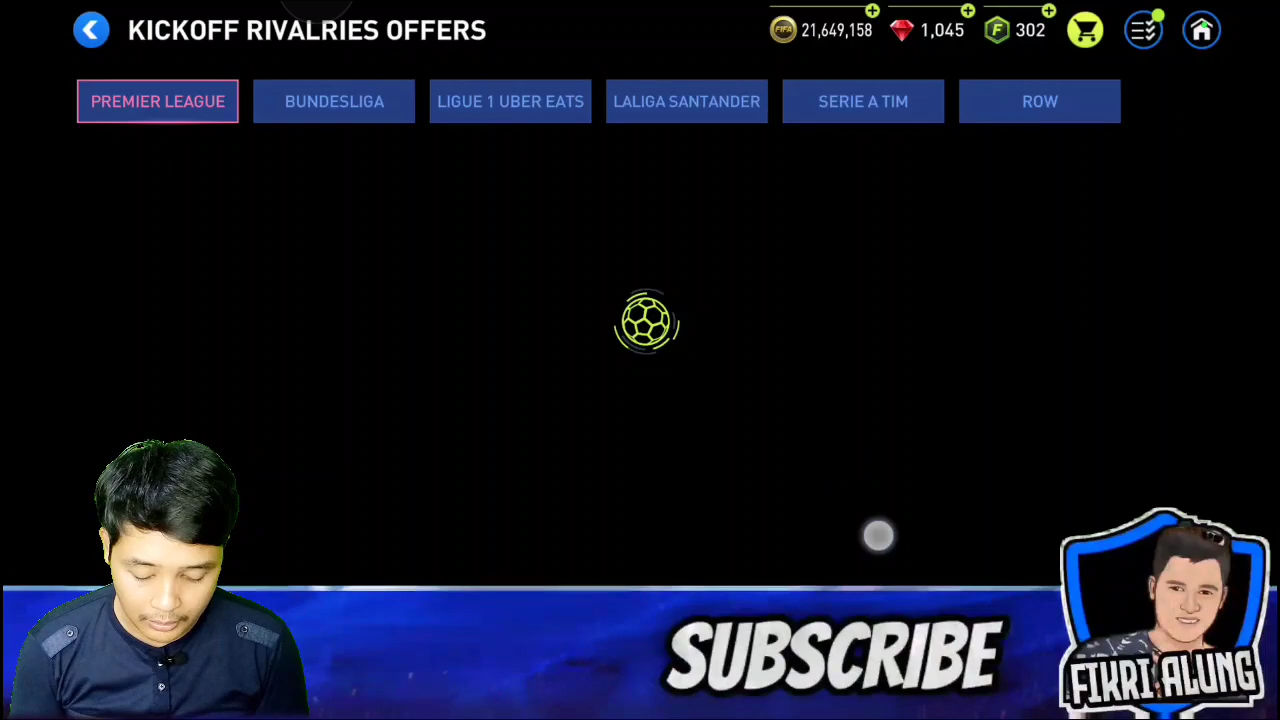 KICKOFF RIVALRIES OFFERS
FIFA 21,649,158 1,045 F 302
PREMIER LEAGUE BUNDESLIGA LIGUE 1 UBER EATS LALIGA SANTANDER SERIE A TIM ROW
SUBSCRIBE
FIKRI ALUNG